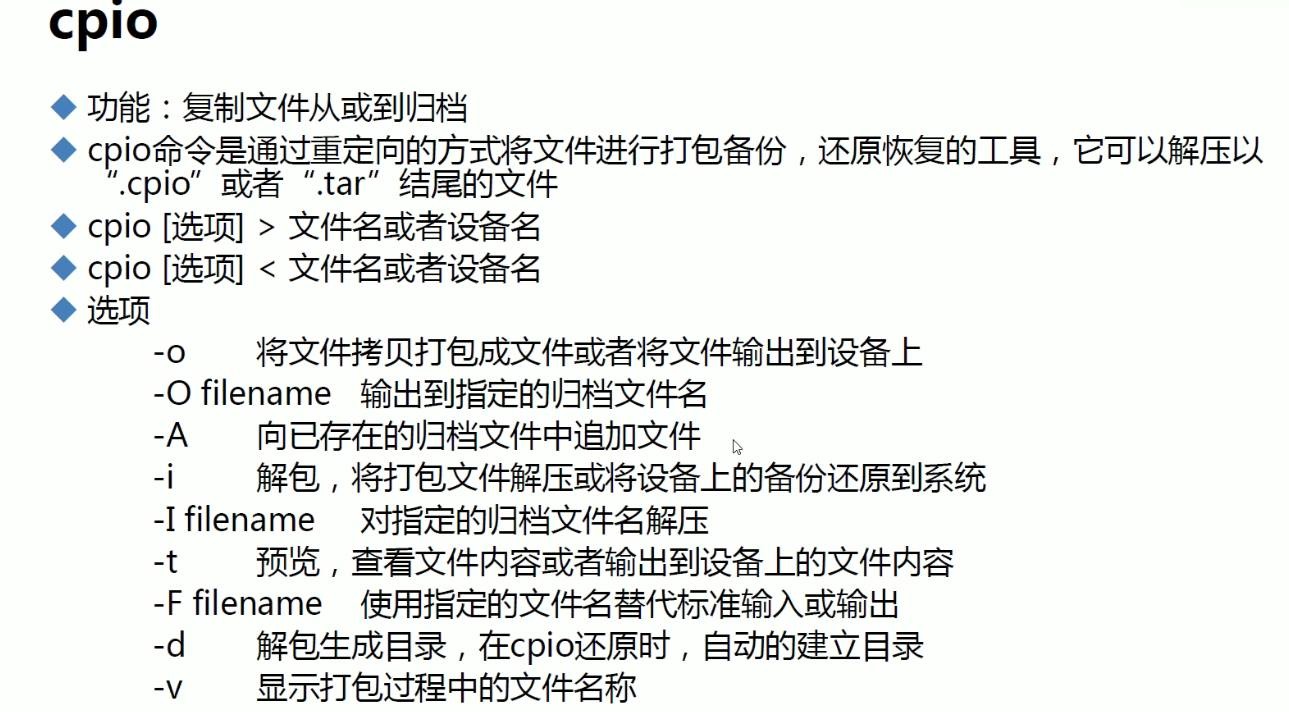 cpio
功能：复制文件从或到归档
cpio命令是通过重定向的方式将文件进行打包备份，还原恢复的工具，它可以解压以
“.cpio”或者“.tar”结尾的文件
cpio [选项] > 文件名或者设备名
cpio [选项] < 文件名或者设备名
选项
-o 将文件拷贝打包成文件或者将文件输出到设备上
-O filename 输出到指定的归档文件名
-A 向已存在的归档文件中追加文件
-i 解包，将打包文件解压或将设备上的备份还原到系统
-I filename 对指定的归档文件名解压
-t 预览，查看文件内容或者输出到设备上的文件内容
-F filename 使用指定的文件名替代标准输入或输出
-d 解包生成目录，在cpio还原时，自动的建立目录
-v 显示打包过程中的文件名称